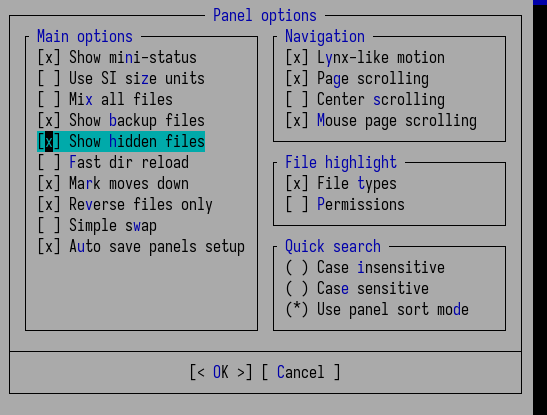 Panel options
Main options
[x] Show mini-status
[ ] Use SI size units
[ ] Mix all files
[x] Show backup files
[x] Show hidden files
[ ] Fast dir reload
[x] Mark moves down
[x] Reverse files only
[ ] Simple swap
[x] Auto save panels setup
Navigation
[x] Lynx-like motion
[x] Page scrolling
[ ] Center scrolling
[x] Mouse page scrolling
File highlight
[x] File types
[ ] Permissions
Quick search
( ) Case insensitive
( ) Case sensitive
(*) Use panel sort mode
[< OK >] [ Cancel ]